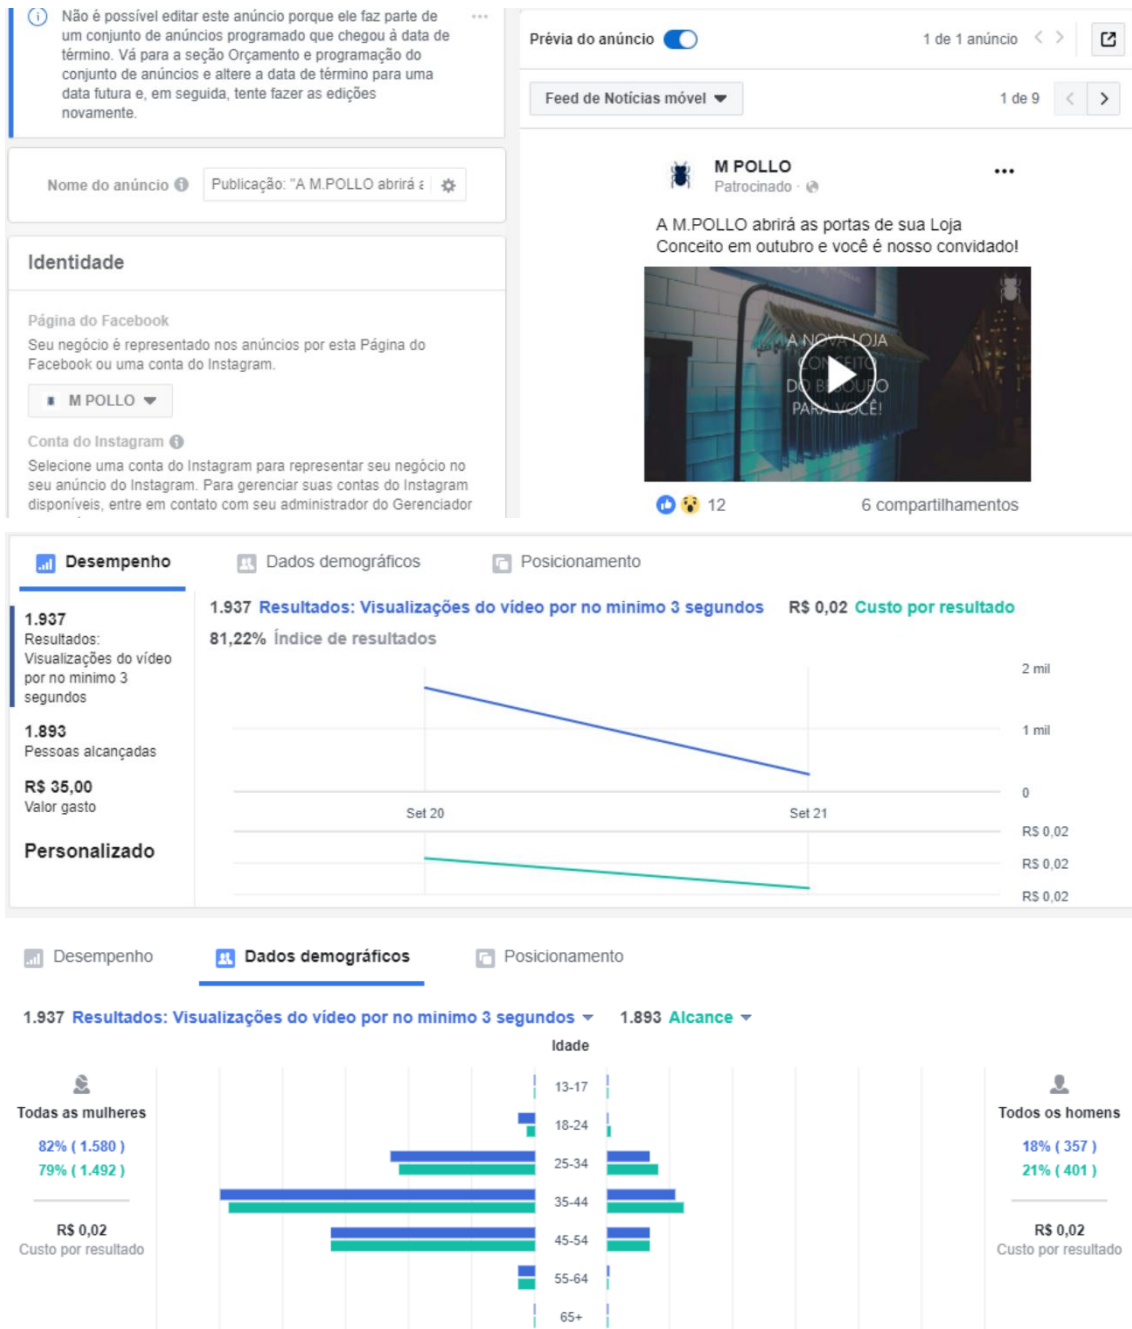 Não é possível editar este anúncio porque ele faz parte de
um conjunto de anúncios programado que chegou à data de
término. Vá para a seção Orçamento e programação do
conjunto de anúncios e altere a data de término para uma
data futura e, em seguida, tente fazer as edições
novamente.
Nome do anúncio
Publicação: "A M.POLLO abrirá a
Identidade
Página do Facebook
Seu negócio é representado nos anúncios por esta Página do
Facebook ou uma conta do Instagram.
M POLLO
Conta do Instagram
Selecione uma conta do Instagram para representar seu negócio no
seu anúncio do Instagram. Para gerenciar suas contas do Instagram
disponíveis, entre em contato com seu administrador do Gerenciador
Prévia do anúncio
1 de 1 anúncio
Feed de Notícias móvel
1 de 9
M POLLO
Patrocinado
A M.POLLO abrirá as portas de sua Loja
Conceito em outubro e você é nosso convidado!
A NOVA LOJA
CONCEITO
DO BESOURO
PARA VOCÊ!
12
6 compartilhamentos
Desempenho
Dados demográficos
Posicionamento
1.937
Resultados:
Visualizações do vídeo
por no minimo 3
segundos
1.893
Pessoas alcançadas
R$ 35,00
Valor gasto
Personalizado
1.937 Resultados: Visualizações do vídeo por no minimo 3 segundos R$ 0,02 Custo por resultado
81,22% Índice de resultados
2 mil
1 mil
0
Set 20
Set 21
R$ 0,02
R$ 0,02
R$ 0,02
Desempenho
Dados demográficos
Posicionamento
1.937 Resultados: Visualizações do vídeo por no minimo 3 segundos 1.893 Alcance
Idade
Todas as mulheres
82% ( 1.580 )
79% ( 1.492 )
R$ 0,02
Custo por resultado
13-17
18-24
25-34
35-44
45-54
55-64
65+
Todos os homens
18% ( 357 )
21% ( 401 )
R$ 0,02
Custo por resultado